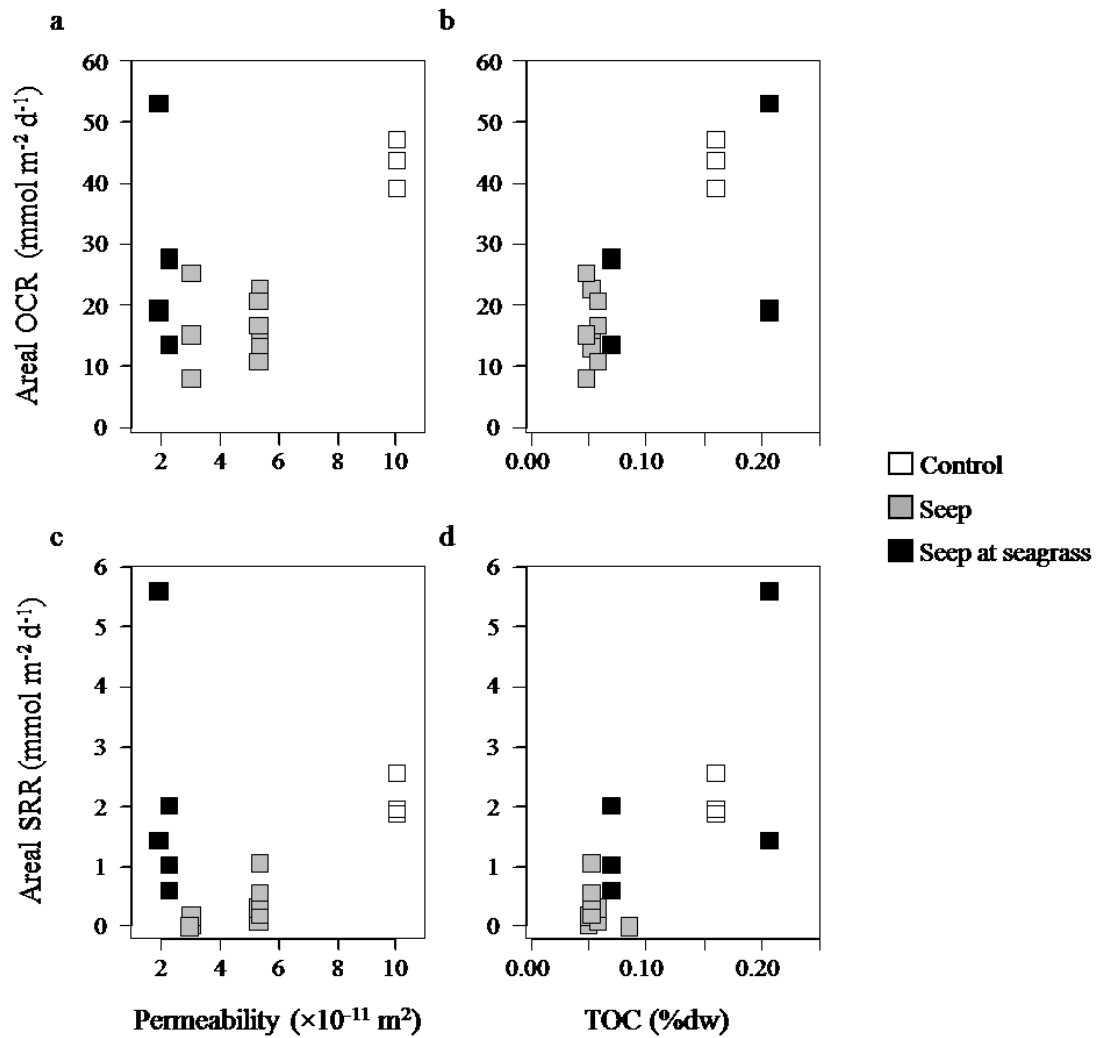 a
b
60
50
40
30
20
10
0
2 4 6 8 10
Areal OCR (mmol m⁻² d⁻¹)
60
50
40
30
20
10
0
0.00 0.10 0.20
Control
Seep
Seep at seagrass
c
d
6
5
4
3
2
1
0
2 4 6 8 10
Areal SRR (mmol m⁻² d⁻¹)
Permeability (×10⁻¹¹ m²)
6
5
4
3
2
1
0
0.00 0.10 0.20
TOC (%dw)